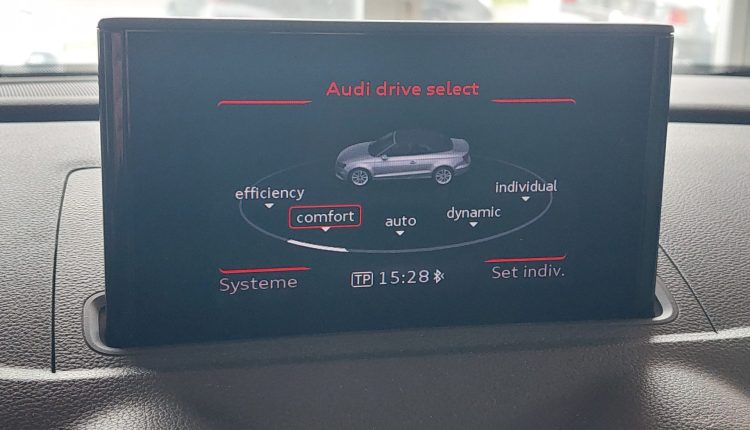 Audi drive select
efficiency
comfort
auto
dynamic
individual
Systeme
TP 15:28
Set indiv.